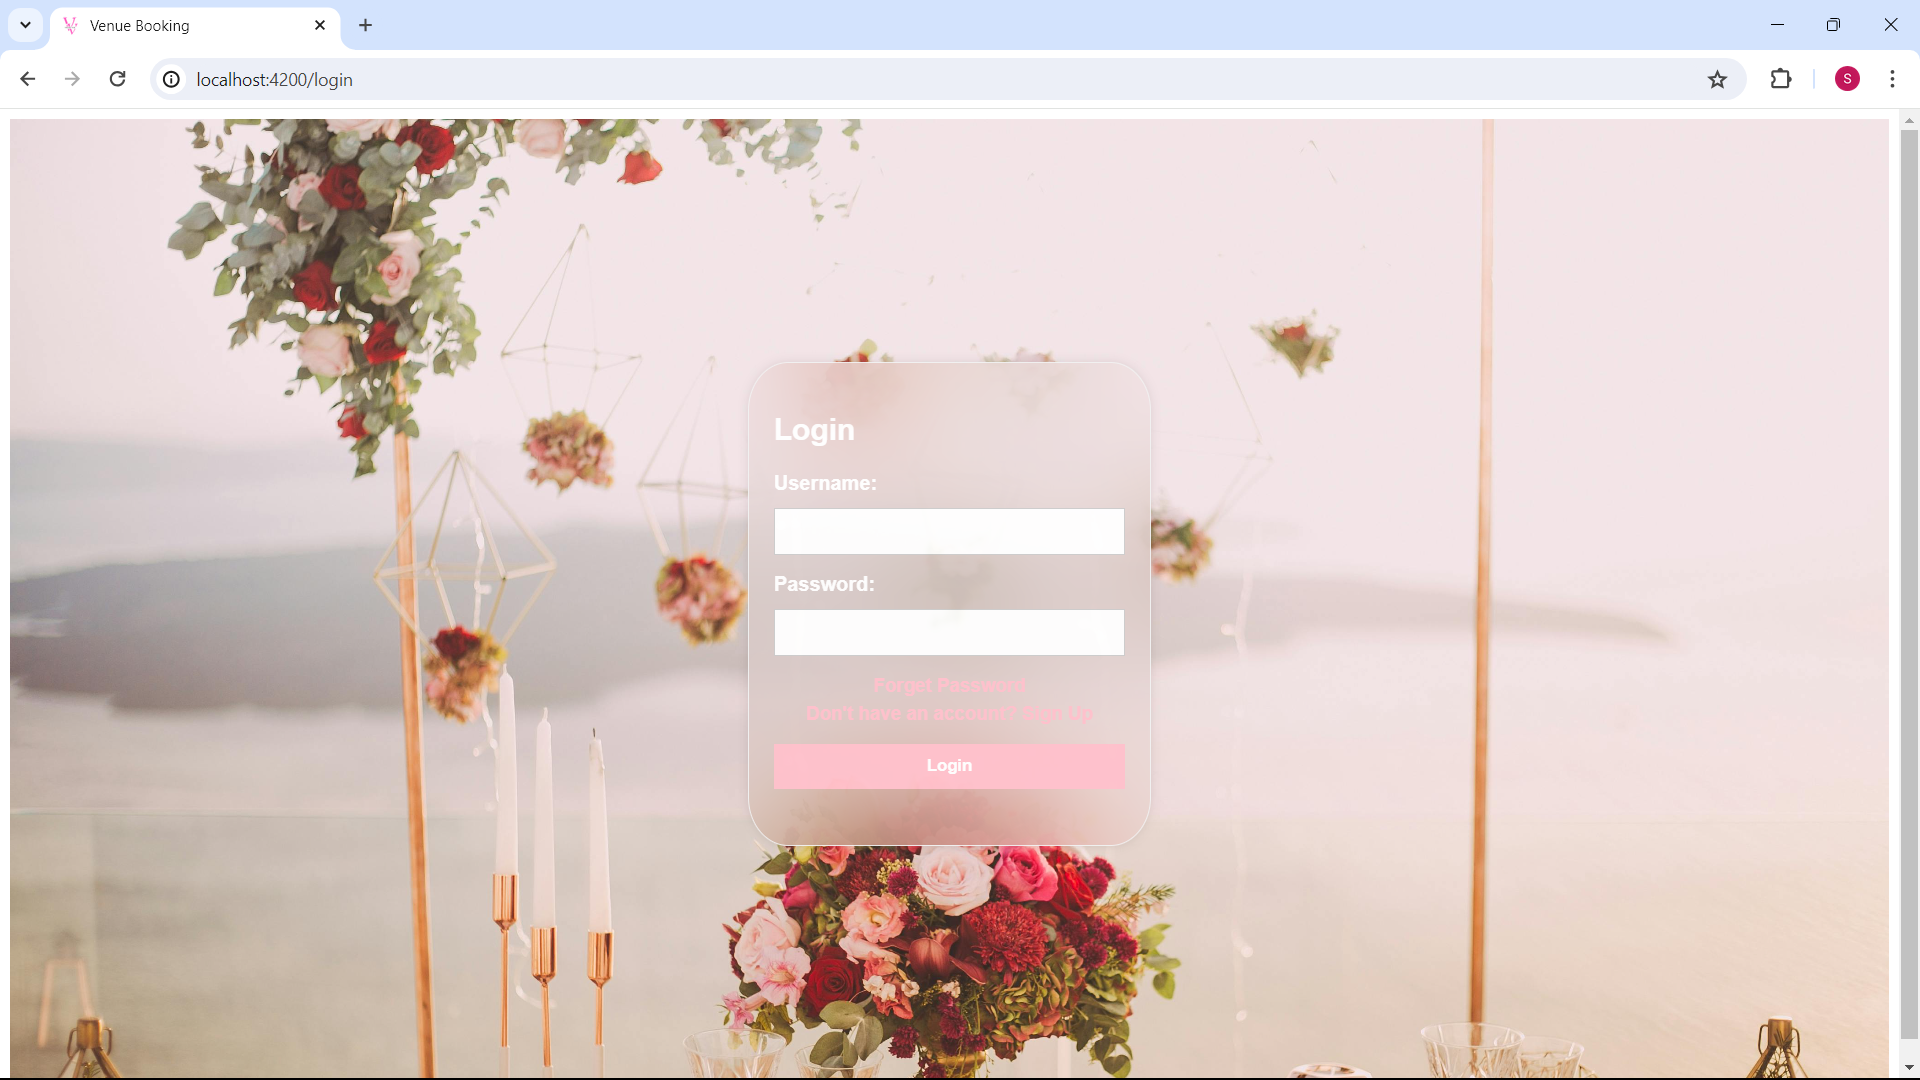 Venue Booking
localhost:4200/login
S
Login
Username:
Password:
Forget Password
Don't have an account? Sign Up
Login